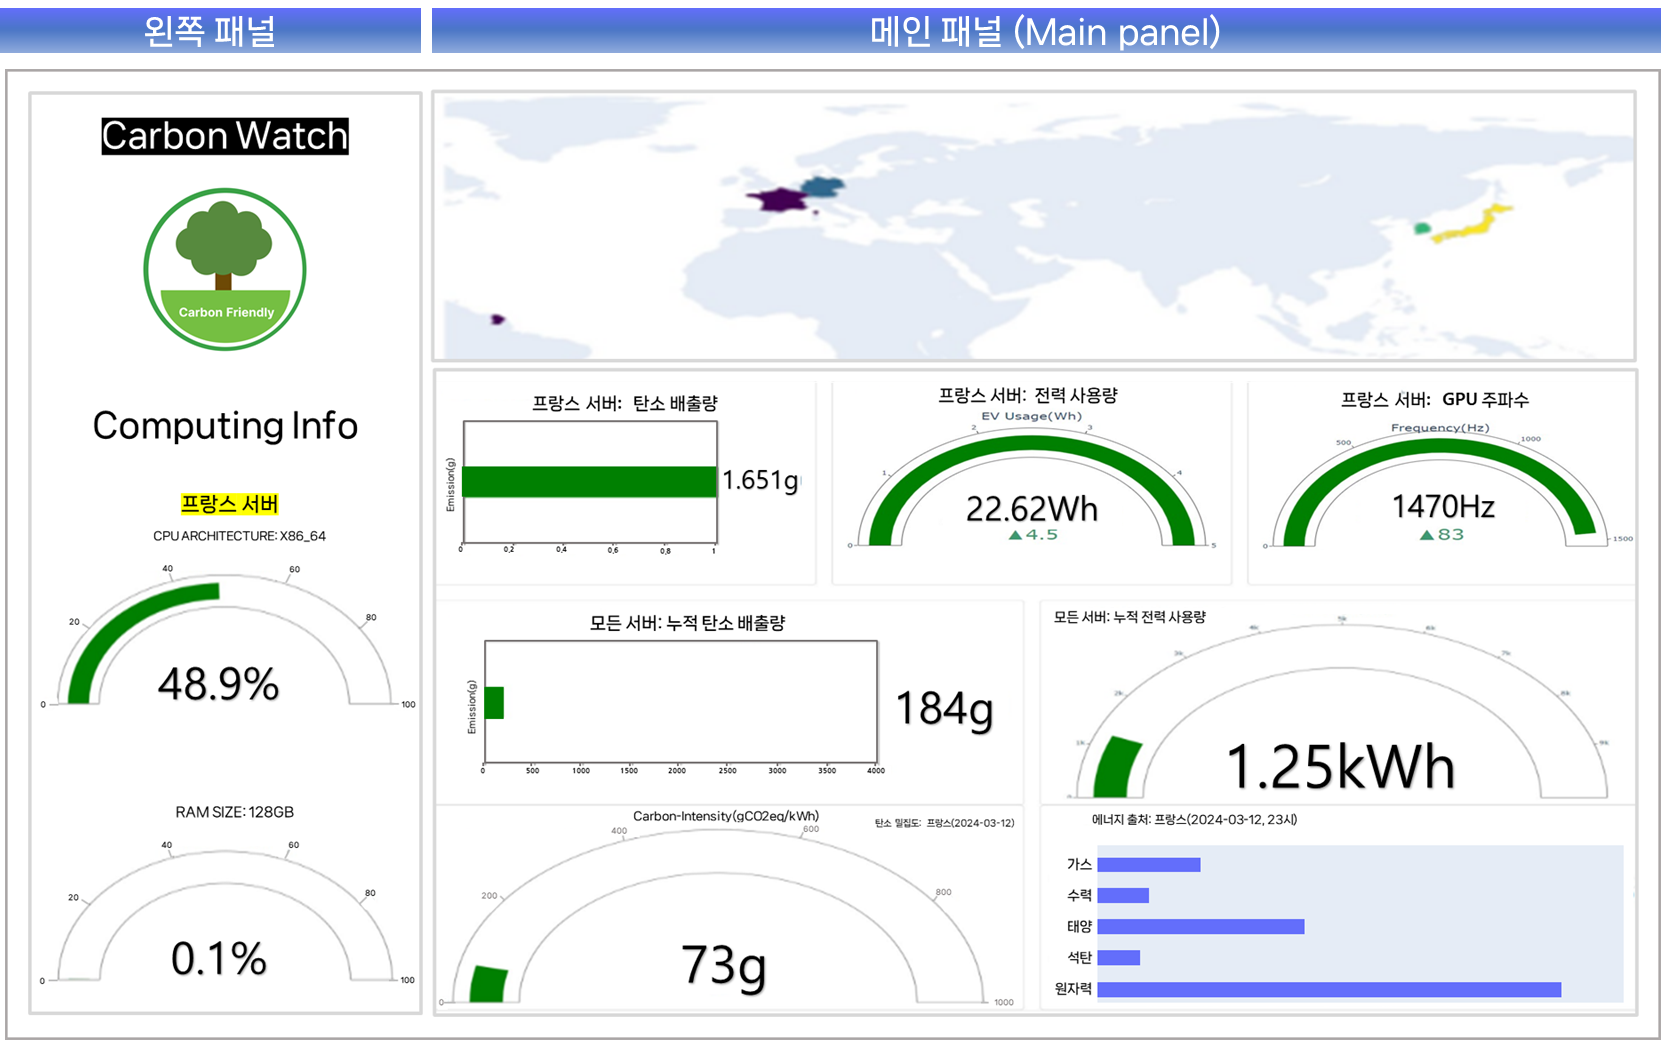 왼쪽 패널
메인 패널 (Main panel)
Carbon Watch
Carbon Friendly
Computing Info
프랑스 서버
CPU ARCHITECTURE: X86_64
0
20
40
60
80
100
48.9%
RAM SIZE: 128GB
0
20
40
60
80
100
0.1%
프랑스 서버: 탄소 배출량
Emission(g)
1.651g
0
0,2
0,4
0,6
0,8
1
프랑스 서버: 전력 사용량
EV Usage(Wh)
0
1
2
3
4
5
22.62Wh
▲4.5
프랑스 서버: GPU 주파수
Frequency(Hz)
0
500
1000
1500
1470Hz
▲83
모든 서버: 누적 탄소 배출량
Emission(g)
184g
0
500
1000
1500
2000
2500
3000
3500
4000
모든 서버: 누적 전력 사용량
0
1k
2k
3k
4k
5k
6k
7k
8k
9k
1.25kWh
Carbon-Intensity(gCO2eq/kWh)
탄소 밀집도: 프랑스(2024-03-12)
0
200
400
600
800
1000
73g
에너지 출처: 프랑스(2024-03-12, 23시)
가스
수력
태양
석탄
원자력